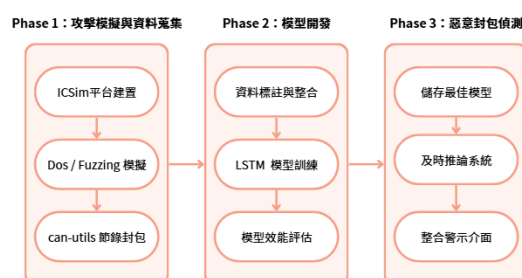 Phase 1：攻擊模擬與資料蒐集
ICSim平台建置
Dos / Fuzzing 模擬
can-utils 節錄封包
Phase 2：模型開發
資料標註與整合
LSTM 模型訓練
模型效能評估
Phase 3：惡意封包偵測
儲存最佳模型
及時推論系統
整合警示介面